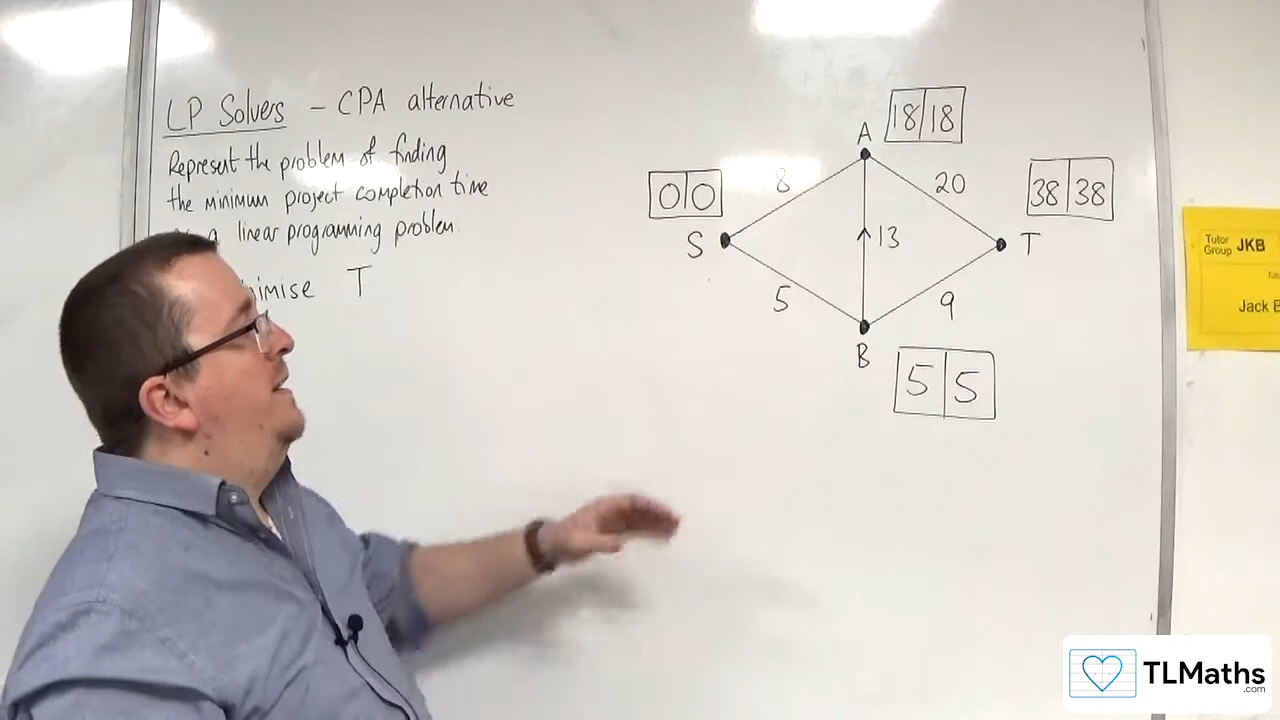 LP Solvers – CPA alternative
Represent the problem of finding
the minimum project completion time
a linear programming problem.
T
A
18 18
0 0
8
20
38 38
S
13
T
5
9
B
5 5
Tutor
Group JKB
Jack
TLMaths
.com